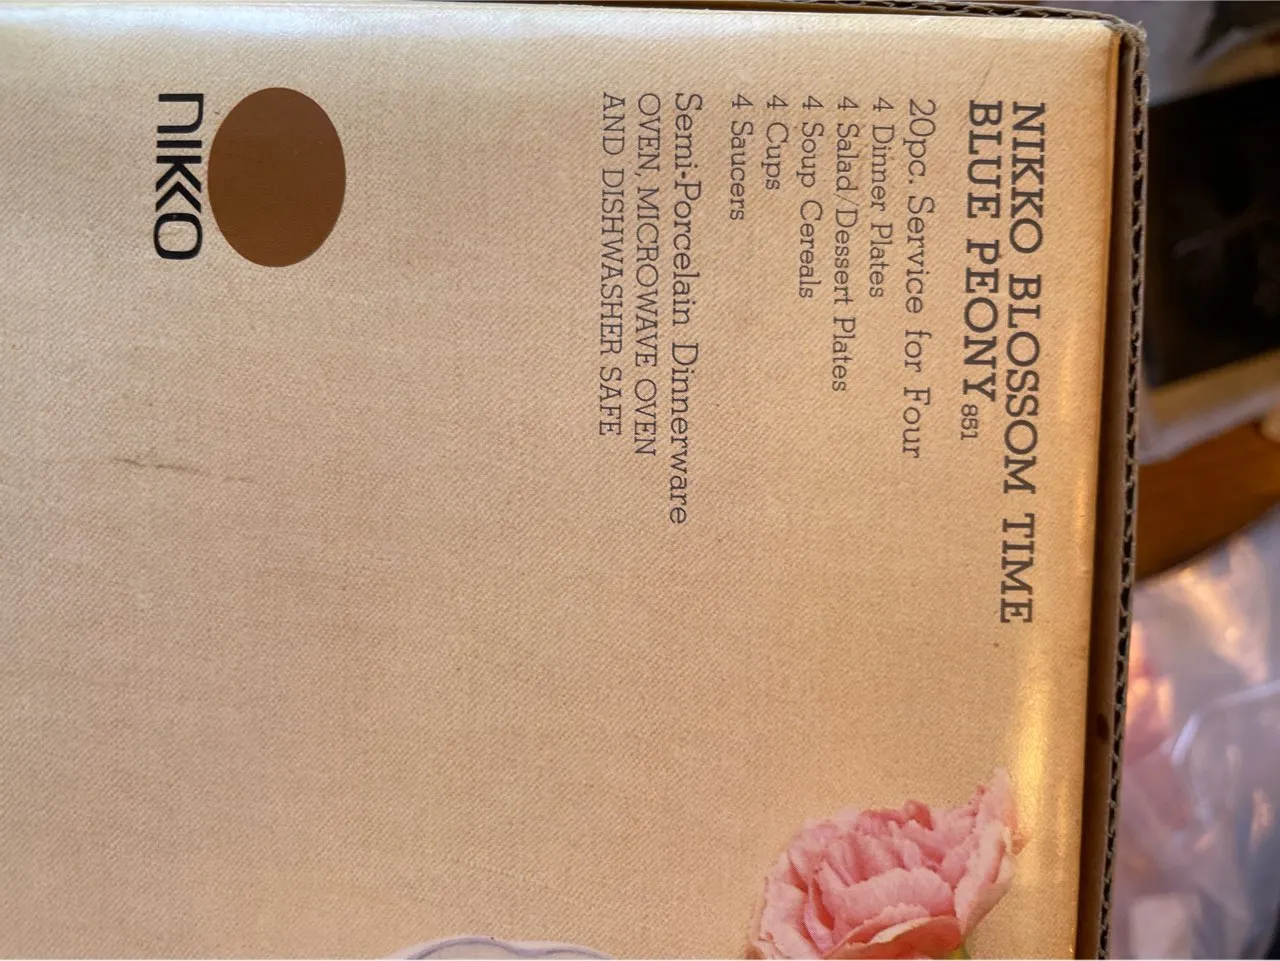 NIKKO BLOSSOM TIME
BLUE PEONY 851
20pc. Service for Four
4 Dinner Plates
4 Salad/Dessert Plates
4 Soup Cereals
4 Cups
4 Saucers
Semi-Porcelain Dinnerware
OVEN, MICROWAVE OVEN
AND DISHWASHER SAFE
nikko